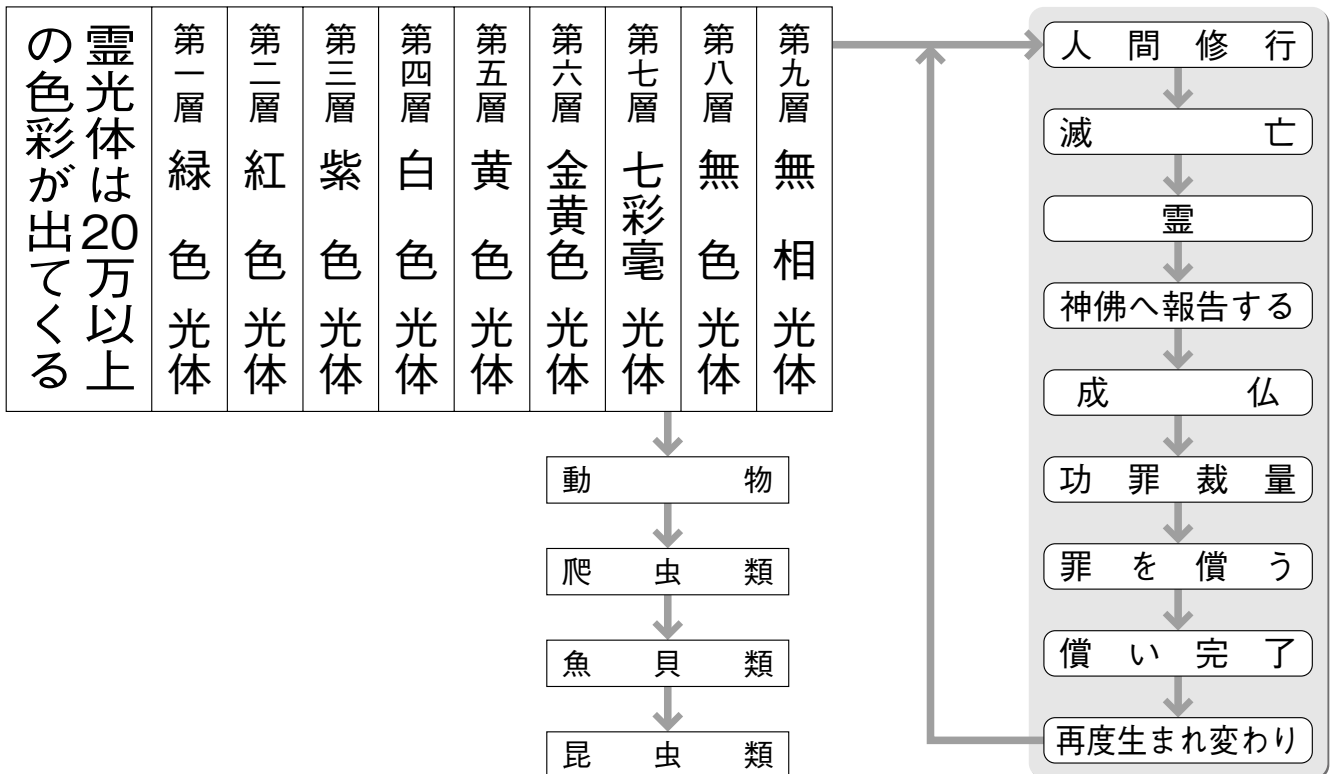 霊光体は20万以上
の色彩が出てくる
第一層 緑色光体
第二層 紅色光体
第三層 紫色光体
第四層 白色光体
第五層 黄色光体
第六層 金黄色光体
第七層 七彩毫光体
第八層 無色光体
第九層 無相光体
動物
爬虫類
魚貝類
昆虫類
人間修行
滅亡
霊
神佛へ報告する
成仏
功罪裁量
罪を償う
償い完了
再度生まれ変わり